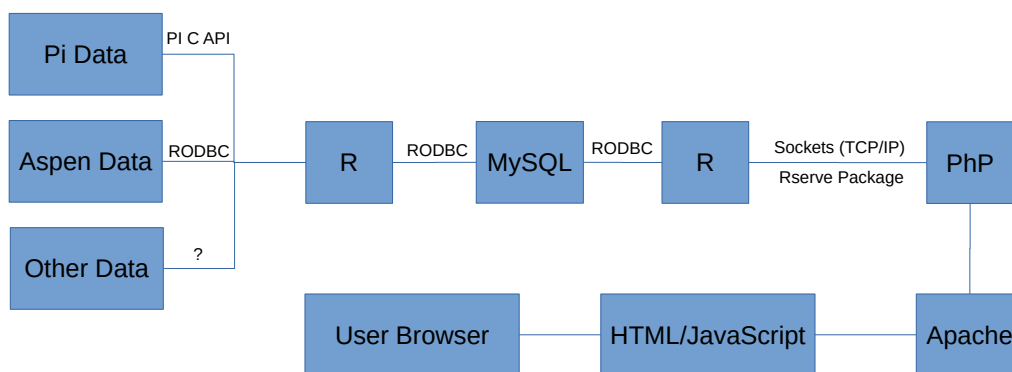 Pi Data
PI C API
Aspen Data
RODBC
Other Data
?
R
RODBC
MySQL
RODBC
R
Sockets (TCP/IP)
Rserve Package
PhP
User Browser
HTML/JavaScript
Apache